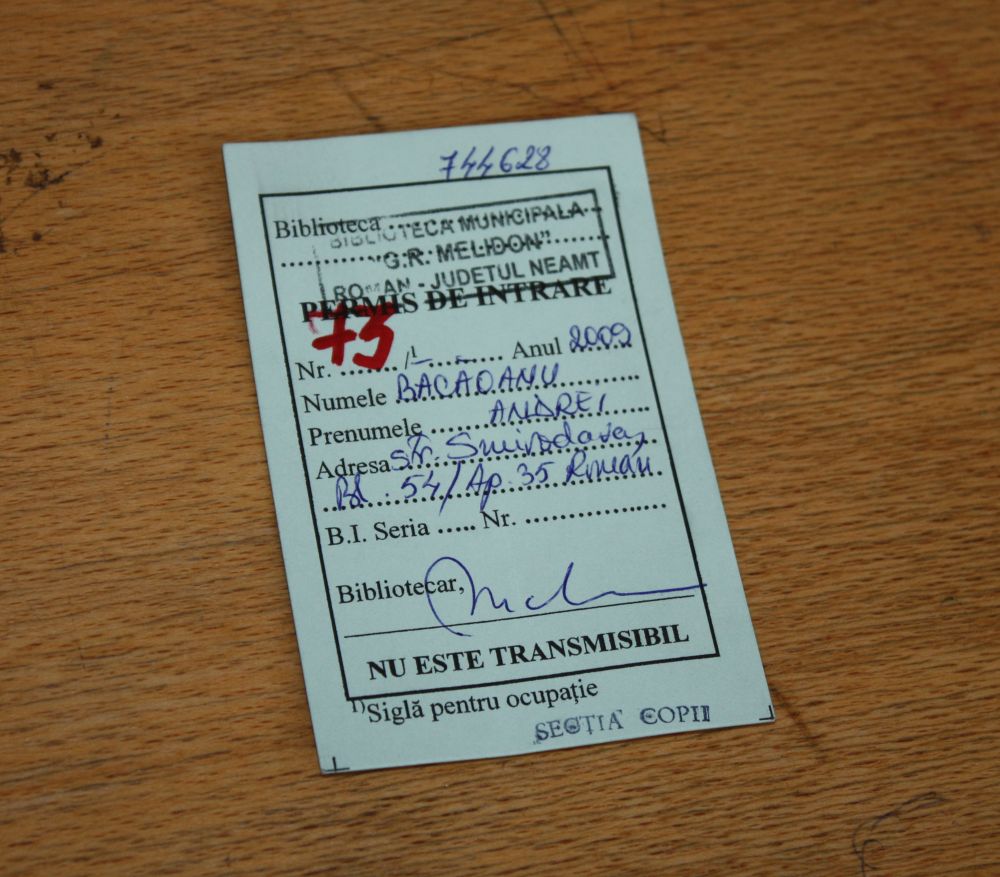 744628
Biblioteca
BIBLIOTECA MUNICIPALA
"G.R. MELIDON"
ROMAN - JUDETUL NEAMT
PERMIS DE INTRARE
Nr. 73 /1 - Anul 2009
Numele BACAOANU
Prenumele ANDREI
Adresa Str. Smirodava,
Bl. 54/Ap. 35 Roman.
B.I. Seria ..... Nr. ....................
Bibliotecar,
NU ESTE TRANSMISIBIL
1)Siglă pentru ocupație
SECTIA COPII